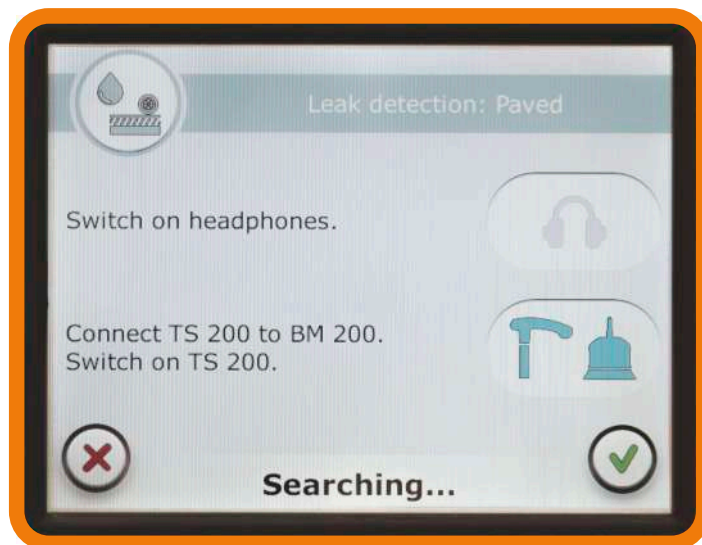 Leak detection: Paved
Switch on headphones.
Connect TS 200 to BM 200.
Switch on TS 200.
Searching...